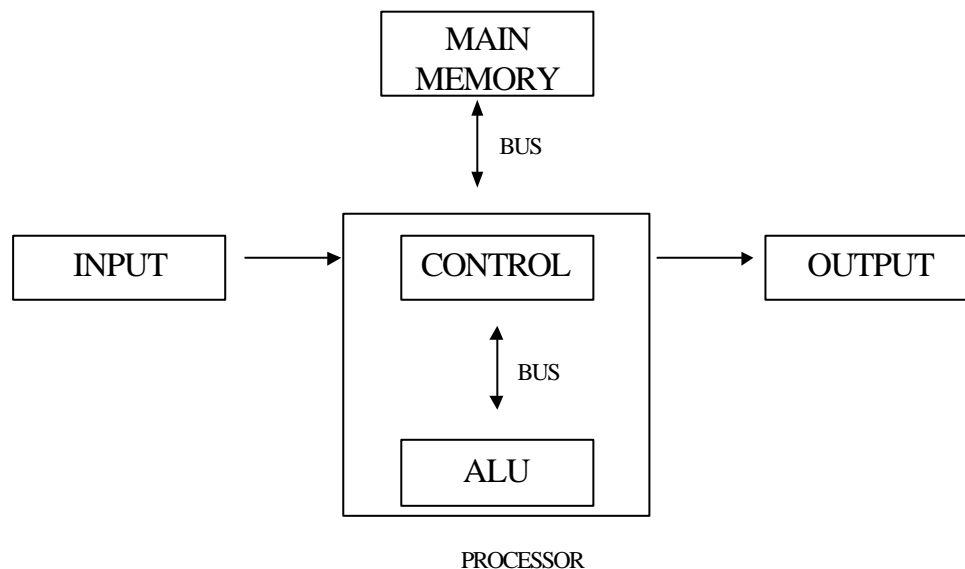 MAIN
MEMORY
BUS
INPUT
CONTROL
OUTPUT
BUS
ALU
PROCESSOR